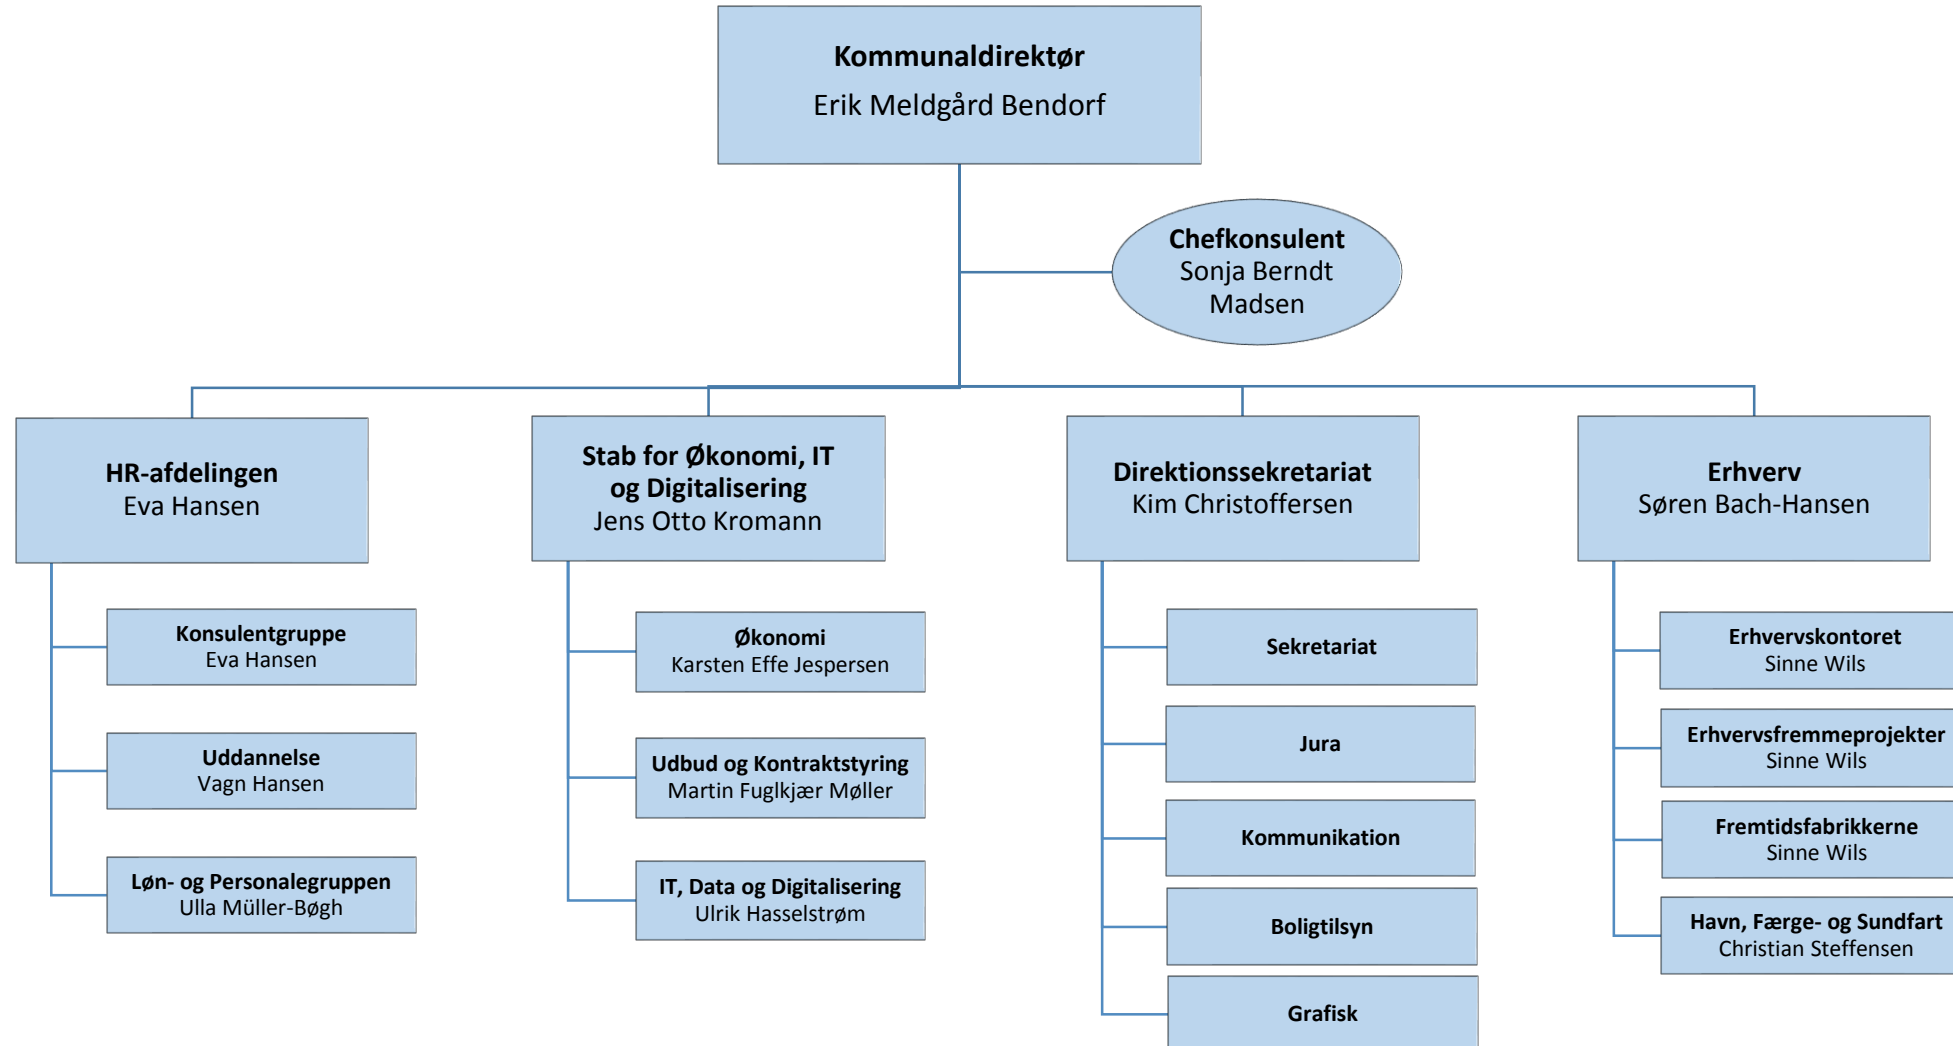 Kommunaldirektør
Erik Meldgård Bendorf
Chefkonsulent
Sonja Berndt
Madsen
HR-afdelingen
Eva Hansen
Konsulentgruppe
Eva Hansen
Uddannelse
Vagn Hansen
Løn- og Personalegruppen
Ulla Müller-Bøgh
Stab for Økonomi, IT
og Digitalisering
Jens Otto Kromann
Økonomi
Karsten Effe Jespersen
Udbud og Kontraktstyring
Martin Fuglkjær Møller
IT, Data og Digitalisering
Ulrik Hasselstrøm
Direktionssekretariat
Kim Christoffersen
Sekretariat
Jura
Kommunikation
Boligtilsyn
Grafisk
Erhverv
Søren Bach-Hansen
Erhvervskontoret
Sinne Wils
Erhvervsfremmeprojekter
Sinne Wils
Fremtidsfabrikkerne
Sinne Wils
Havn, Færge- og Sundfart
Christian Steffensen